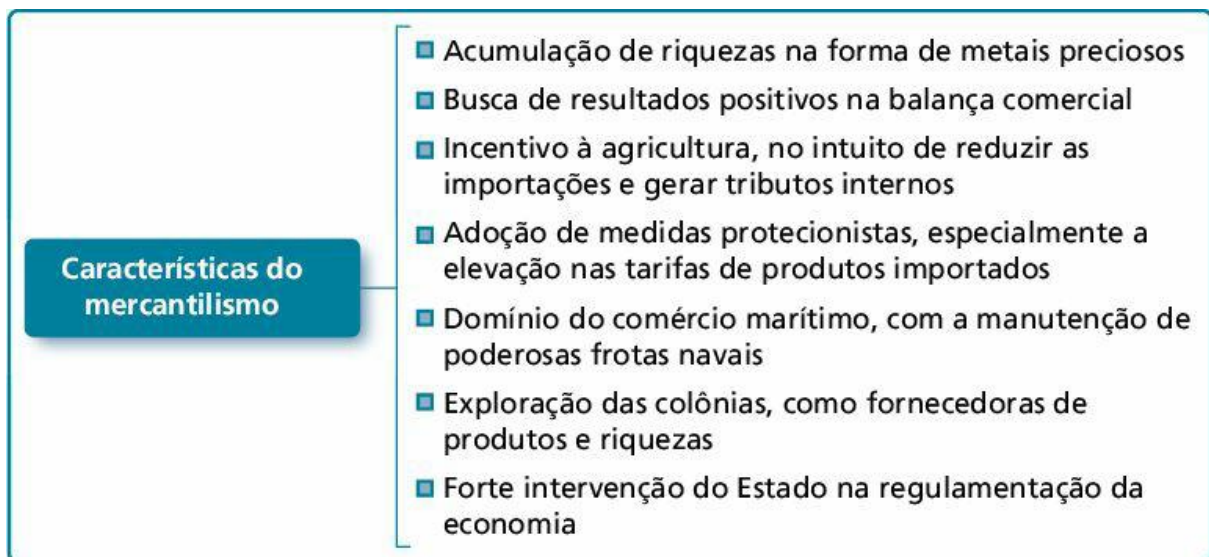 Características do
mercantilismo
Acumulação de riquezas na forma de metais preciosos
Busca de resultados positivos na balança comercial
Incentivo à agricultura, no intuito de reduzir as
importações e gerar tributos internos
Adoção de medidas protecionistas, especialmente a
elevação nas tarifas de produtos importados
Domínio do comércio marítimo, com a manutenção de
poderosas frotas navais
Exploração das colônias, como fornecedoras de
produtos e riquezas
Forte intervenção do Estado na regulamentação da
economia